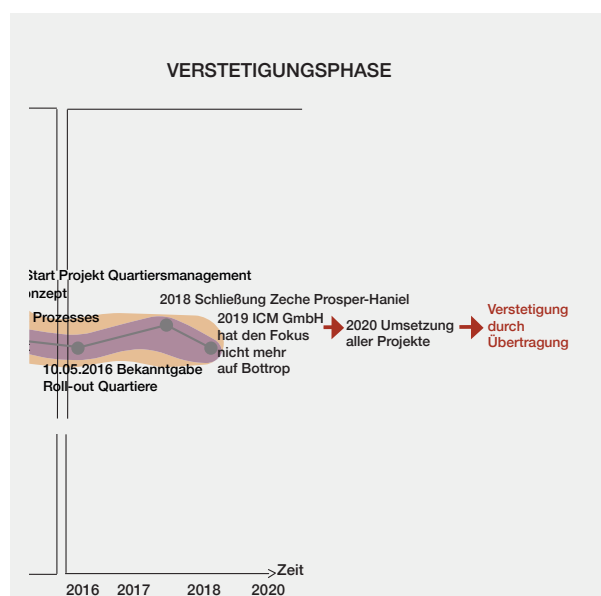 VERSTETIGUNGSPHASE
Start Projekt Quartiersmanagement
onzept
2018 Schließung Zeche Prosper-Haniel
Prozesses
2019 ICM GmbH
hat den Fokus
nicht mehr
auf Bottrop
2020 Umsetzung
aller Projekte
Verstetigung
durch
Übertragung
10.05.2016 Bekanntgabe
Roll-out Quartiere
Zeit
2016 2017 2018 2020